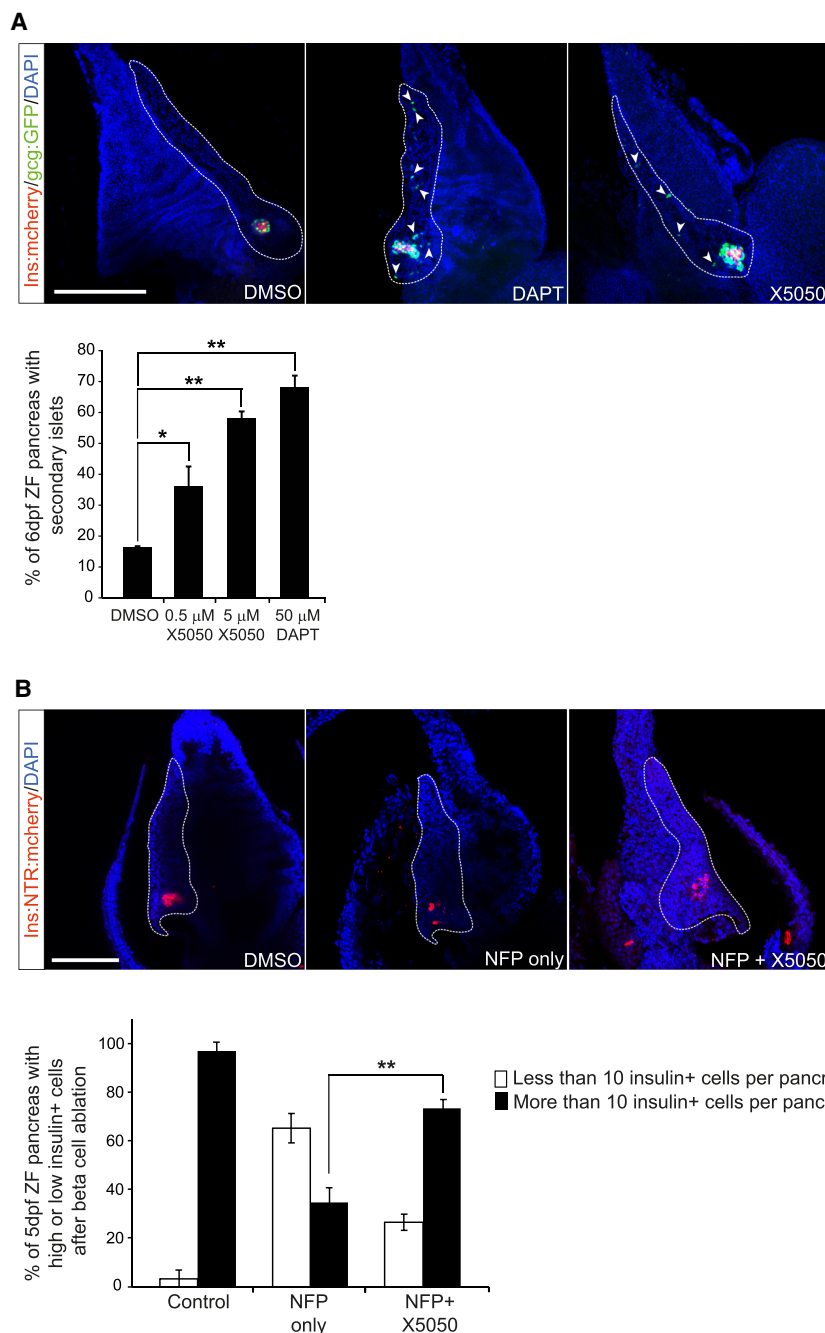 A
Ins:mcherry/gcg:GFP/DAPI
DMSO
DAPT
X5050
% of 6dpf ZF pancreas with
secondary islets
80
70
60
50
40
30
20
10
0
*
**
**
DMSO
0.5 μM
X5050
5 μM
X5050
50 μM
DAPT
B
Ins:NTR:mcherry/DAPI
DMSO
NFP only
NFP + X5050
% of 5dpf ZF pancreas with
high or low insulin+ cells
after beta cell ablation
100
80
60
40
20
0
**
Less than 10 insulin+ cells per pancr
More than 10 insulin+ cells per panc
Control
NFP
only
NFP+
X5050